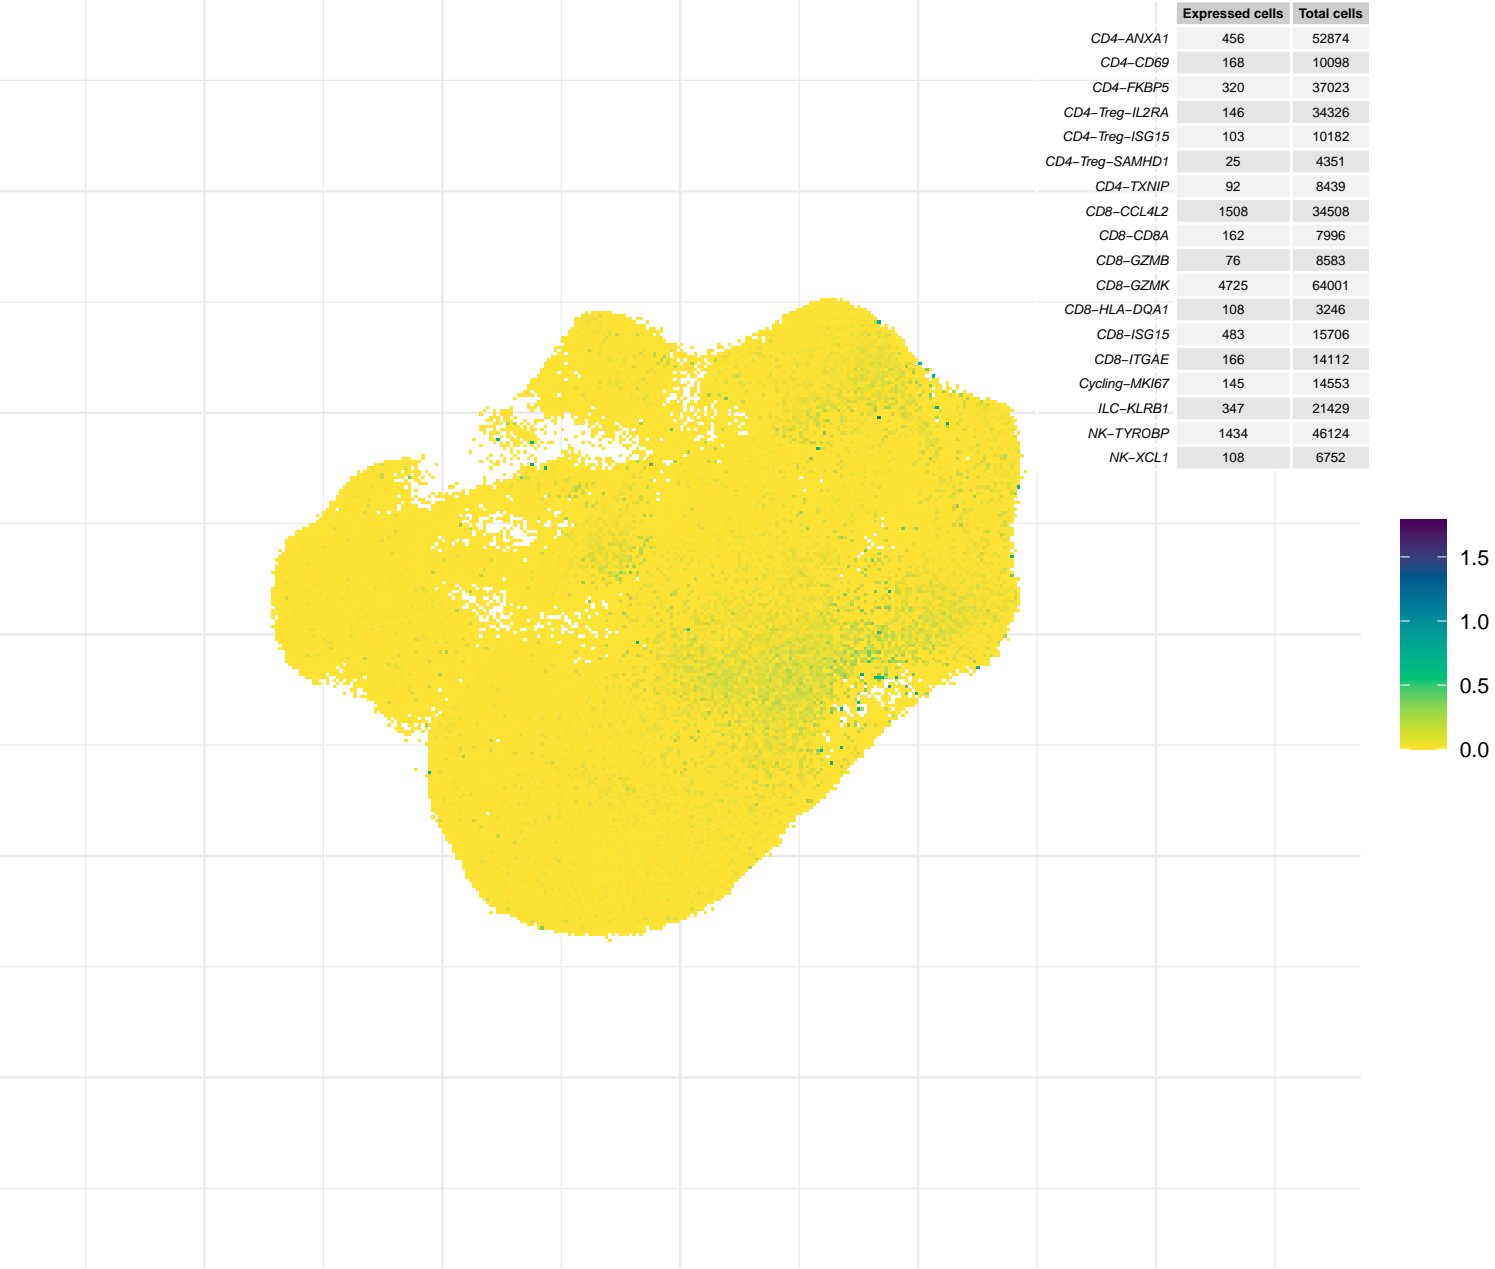 Expressed cells Total cells
CD4−ANXA1 456 52874
CD4−CD69 168 10098
CD4−FKBP5 320 37023
CD4−Treg−IL2RA 146 34326
CD4−Treg−ISG15 103 10182
CD4−Treg−SAMHD1 25 4351
CD4−TXNIP 92 8439
CD8−CCL4L2 1508 34508
CD8−CD8A 162 7996
CD8−GZMB 76 8583
CD8−GZMK 4725 64001
CD8−HLA−DQA1 108 3246
CD8−ISG15 483 15706
CD8−ITGAE 166 14112
Cycling−MKI67 145 14553
ILC−KLRB1 347 21429
NK−TYROBP 1434 46124
NK−XCL1 108 6752
1.5
1.0
0.5
0.0